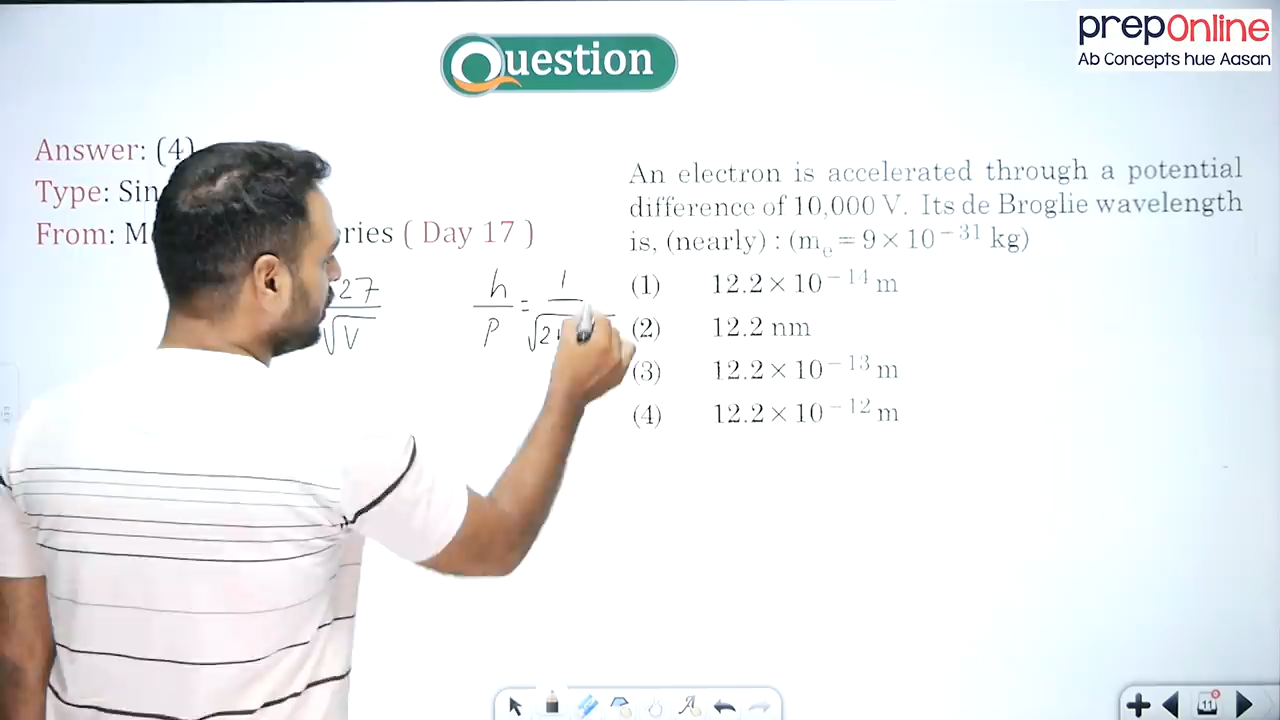 prepOnline
Ab Concepts hue Aasan
Question
Answer: (4)
Type:
From:
( Day 17 )
27
√V
h
p
=
1
√2
An electron is accelerated through a potential
difference of 10,000 V. Its de Broglie wavelength
is, (nearly) : (mₑ = 9 × 10⁻³¹ kg)
(1) 12.2 × 10⁻¹⁴ m
(2) 12.2 nm
(3) 12.2 × 10⁻¹³ m
(4) 12.2 × 10⁻¹² m
11